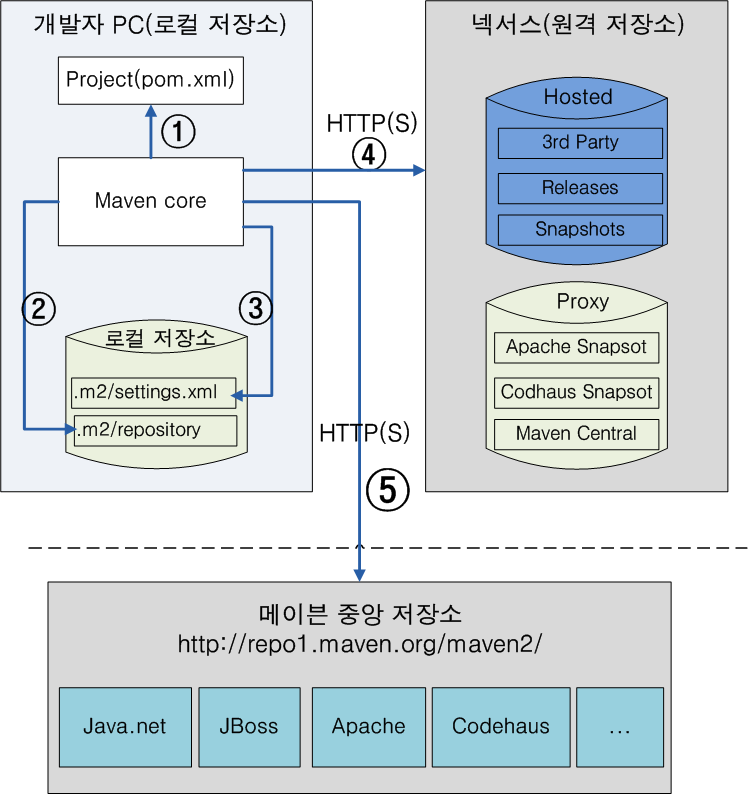 개발자 PC(로컬 저장소)
Project(pom.xml)
①
Maven core
②
③
로컬 저장소
.m2/settings.xml
.m2/repository
HTTP(S)
④
HTTP(S)
⑤
넥서스(원격 저장소)
Hosted
3rd Party
Releases
Snapshots
Proxy
Apache Snapsot
Codhaus Snapsot
Maven Central
메이븐 중앙 저장소
http://repo1.maven.org/maven2/
Java.net
JBoss
Apache
Codehaus
...